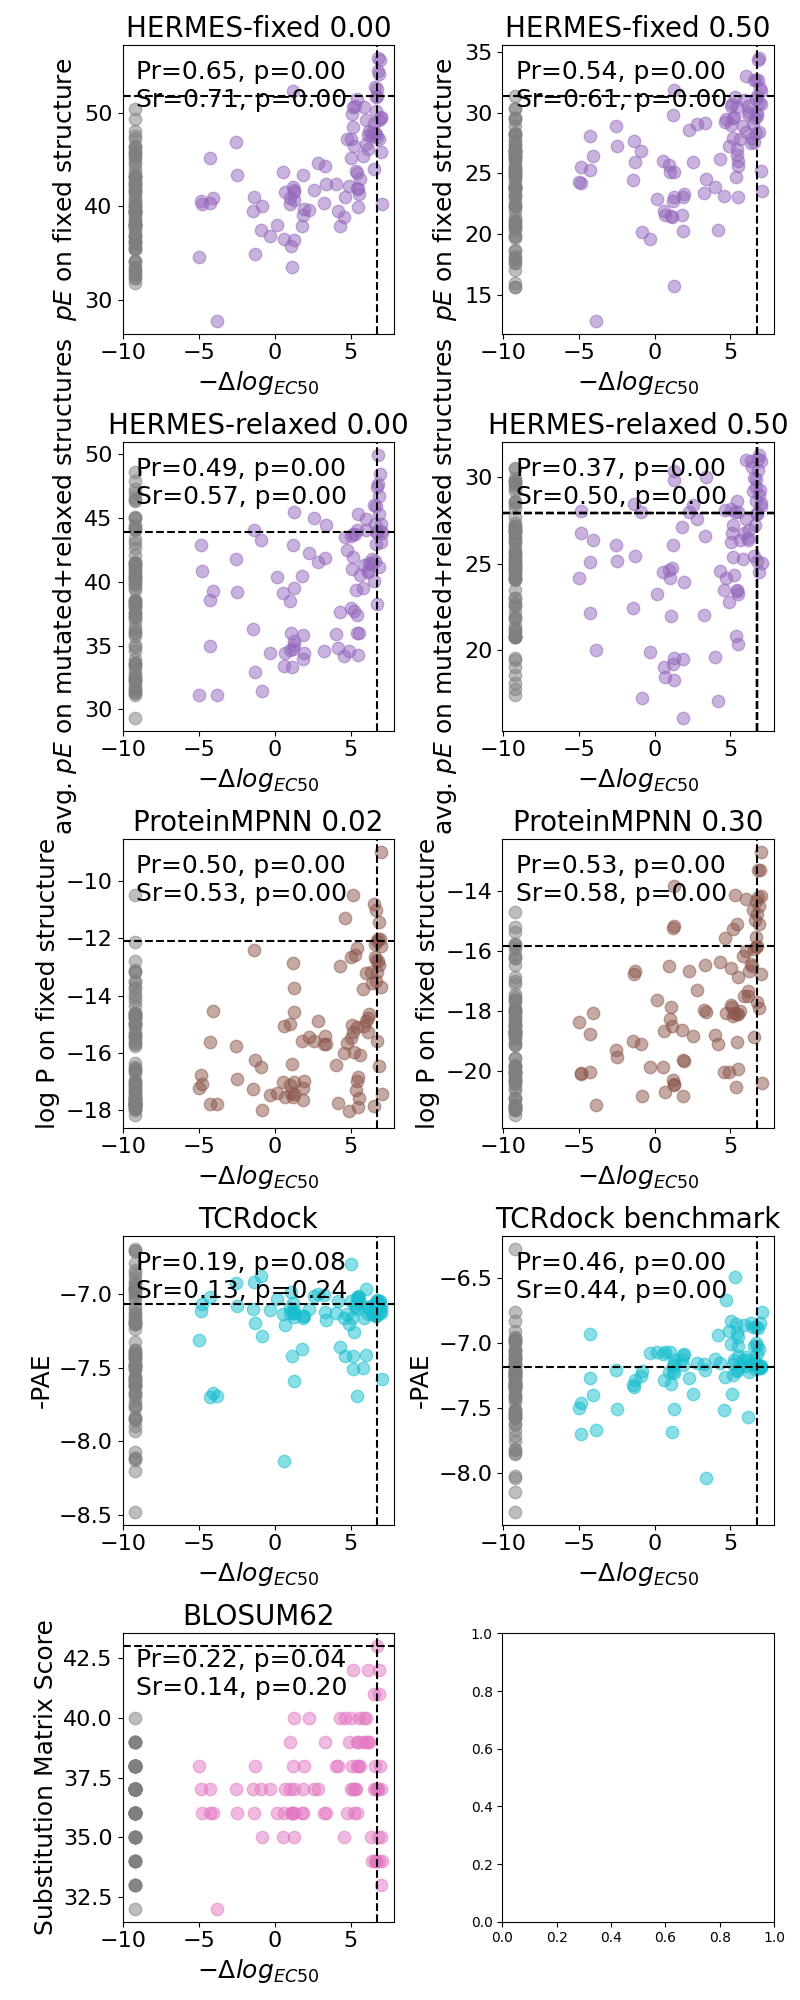 HERMES-fixed 0.00
pE on fixed structure
Pr=0.65, p=0.00
Sr=0.71, p=0.00
50
40
30
−10 −5 0 5
−Δlog_EC50
HERMES-fixed 0.50
pE on fixed structure
Pr=0.54, p=0.00
Sr=0.61, p=0.00
35
30
25
20
15
−10 −5 0 5
−Δlog_EC50
HERMES-relaxed 0.00
avg. pE on mutated+relaxed structures
Pr=0.49, p=0.00
Sr=0.57, p=0.00
50
45
40
35
30
−10 −5 0 5
−Δlog_EC50
HERMES-relaxed 0.50
avg. pE on mutated+relaxed structures
Pr=0.37, p=0.00
Sr=0.50, p=0.00
30
25
20
−10 −5 0 5
−Δlog_EC50
ProteinMPNN 0.02
log P on fixed structure
Pr=0.50, p=0.00
Sr=0.53, p=0.00
−10
−12
−14
−16
−18
−10 −5 0 5
−Δlog_EC50
ProteinMPNN 0.30
log P on fixed structure
Pr=0.53, p=0.00
Sr=0.58, p=0.00
−14
−16
−18
−20
−10 −5 0 5
−Δlog_EC50
TCRdock
-PAE
Pr=0.19, p=0.08
Sr=0.13, p=0.24
−7.0
−7.5
−8.0
−8.5
−10 −5 0 5
−Δlog_EC50
TCRdock benchmark
-PAE
Pr=0.46, p=0.00
Sr=0.44, p=0.00
−6.5
−7.0
−7.5
−8.0
−10 −5 0 5
−Δlog_EC50
BLOSUM62
Substitution Matrix Score
Pr=0.22, p=0.04
Sr=0.14, p=0.20
42.5
40.0
37.5
35.0
32.5
−10 −5 0 5
−Δlog_EC50
1.0
0.8
0.6
0.4
0.2
0.0
0.0 0.2 0.4 0.6 0.8 1.0